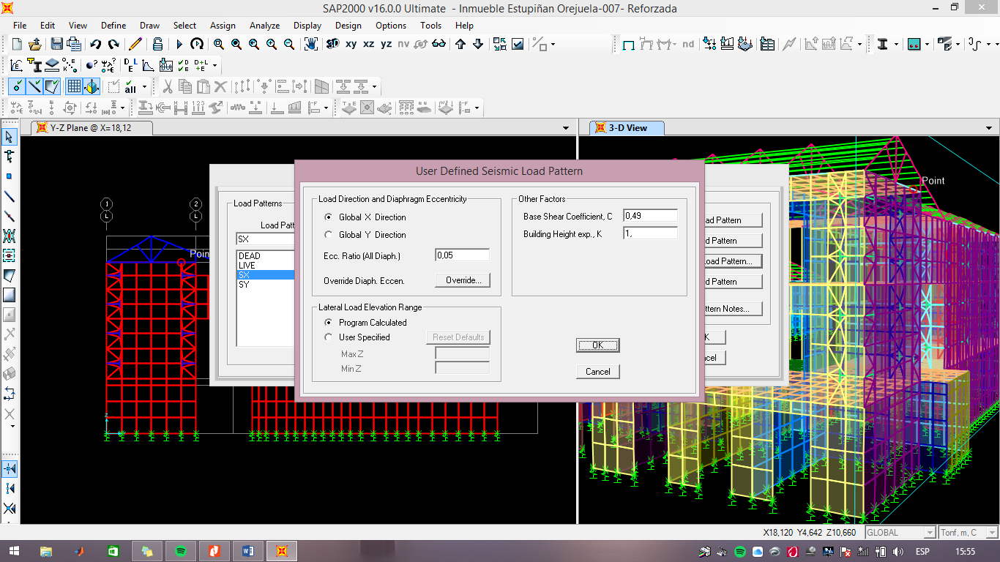 SAP2000 v16.0.0 Ultimate - Inmueble Estupiñan Orejuela-007- Reforzada
File Edit View Define Draw Select Assign Analyze Display Design Options Tools Help
3D xy xz yz nv
nd
all
Y-Z Plane @ X=18,12
3-D View
User Defined Seismic Load Pattern
Point
1 2
L L
Poin
Load Patterns
Load Patt
SX
DEAD
LIVE
SX
SY
Load Direction and Diaphragm Eccentricity
Global X Direction
Global Y Direction
Ecc. Ratio (All Diaph.) 0,05
Override Diaph. Eccen. Override...
Other Factors
Base Shear Coefficient, C 0,49
Building Height exp., K 1,
Lateral Load Elevation Range
Program Calculated
User Specified Reset Defaults
Max Z
Min Z
OK
Cancel
ad Pattern
d Pattern
Load Pattern...
d Pattern
ttern Notes...
K
ncel
X18,120 Y4,642 Z10,660 GLOBAL Tonf, m, C
ESP 15:55